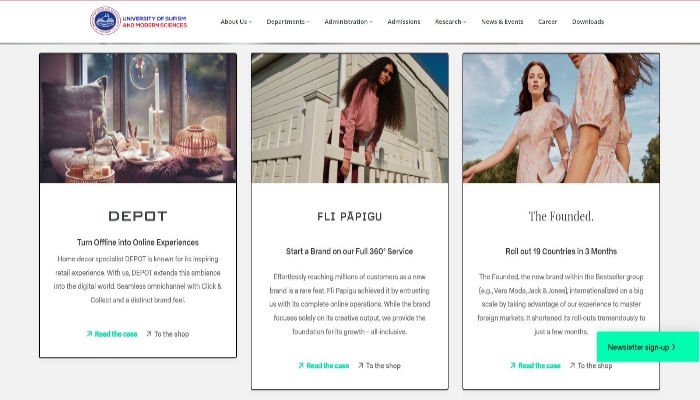 UNIVERSITY OF SUFISM
AND MODERN SCIENCES
About Us
Departments
Administration
Admissions
Research
News & Events
Career
Downloads
DEPOT
Turn Offline into Online Experiences
Home decor specialist DEPOT is known for its inspiring
retail experience. With us, DEPOT extends this ambiance
into the digital world. Seamless omnichannel with Click &
Collect and a distinct brand feel.
Read the case
To the shop
FLI PĀPIGU
Start a Brand on our Full 360° Service
Effortlessly reaching millions of customers as a new
brand is a rare feat. Fli Papigu achieved it by entrusting
us with its complete online operations. While the brand
focuses solely on its creative output, we provide the
foundation for its growth – all-inclusive.
Read the case
To the shop
The Founded.
Roll out 19 Countries in 3 Months
The Founded, the new brand within the Bestseller group
(e.g., Vero Moda, Jack & Jones), internationalized on a big
scale by taking advantage of our experience to master
foreign markets. It shortened its roll-outs tremendously to
just a few months.
Read the case
To the shop
Newsletter sign-up